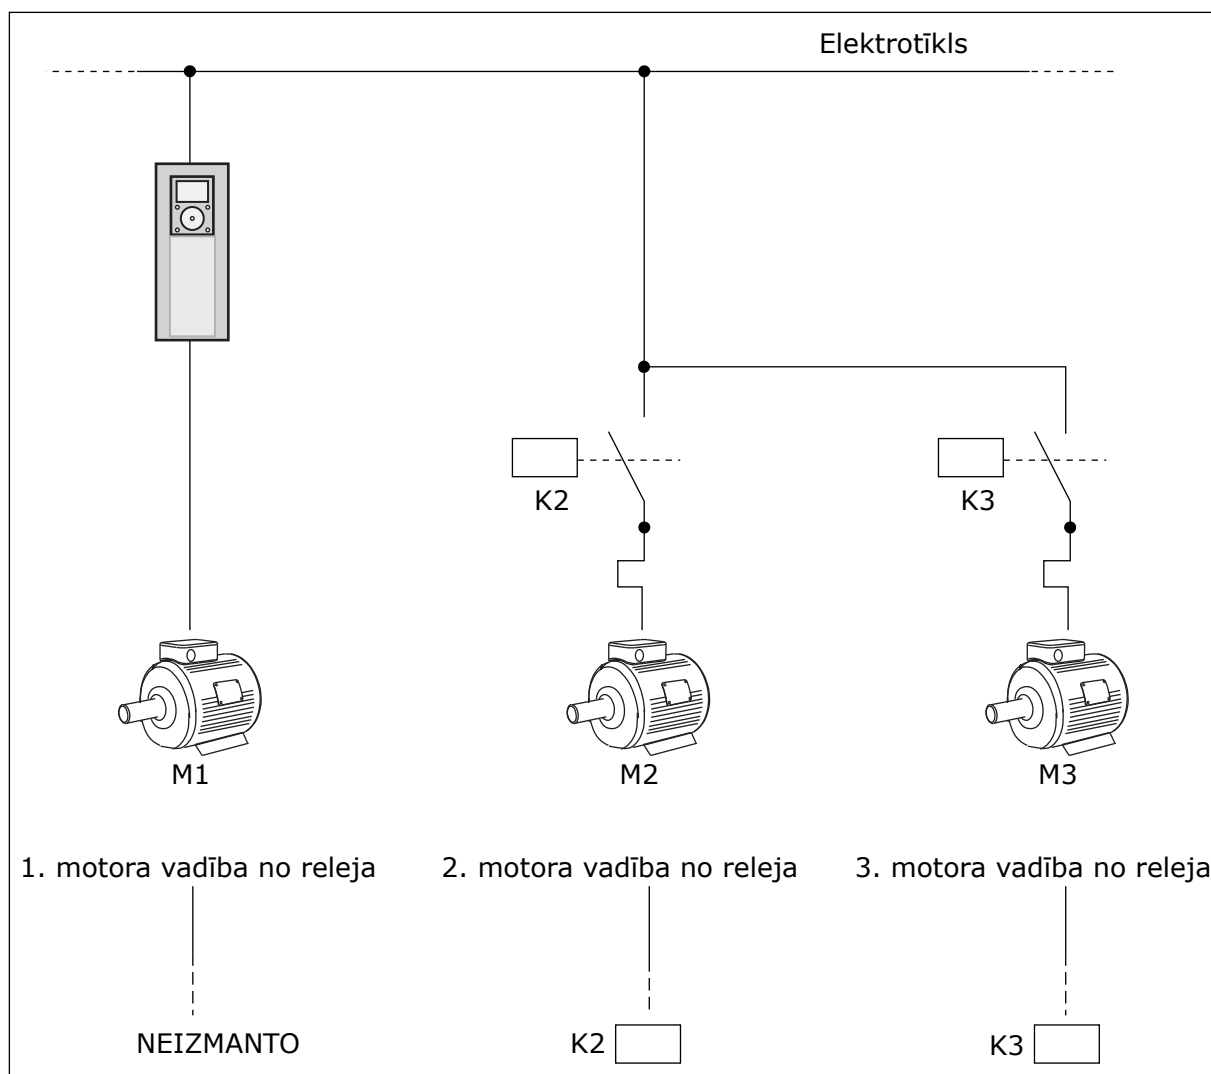 Elektrotīkls
K2
K3
M1
M2
M3
1. motora vadība no releja
2. motora vadība no releja
3. motora vadība no releja
NEIZMANTO
K2
K3